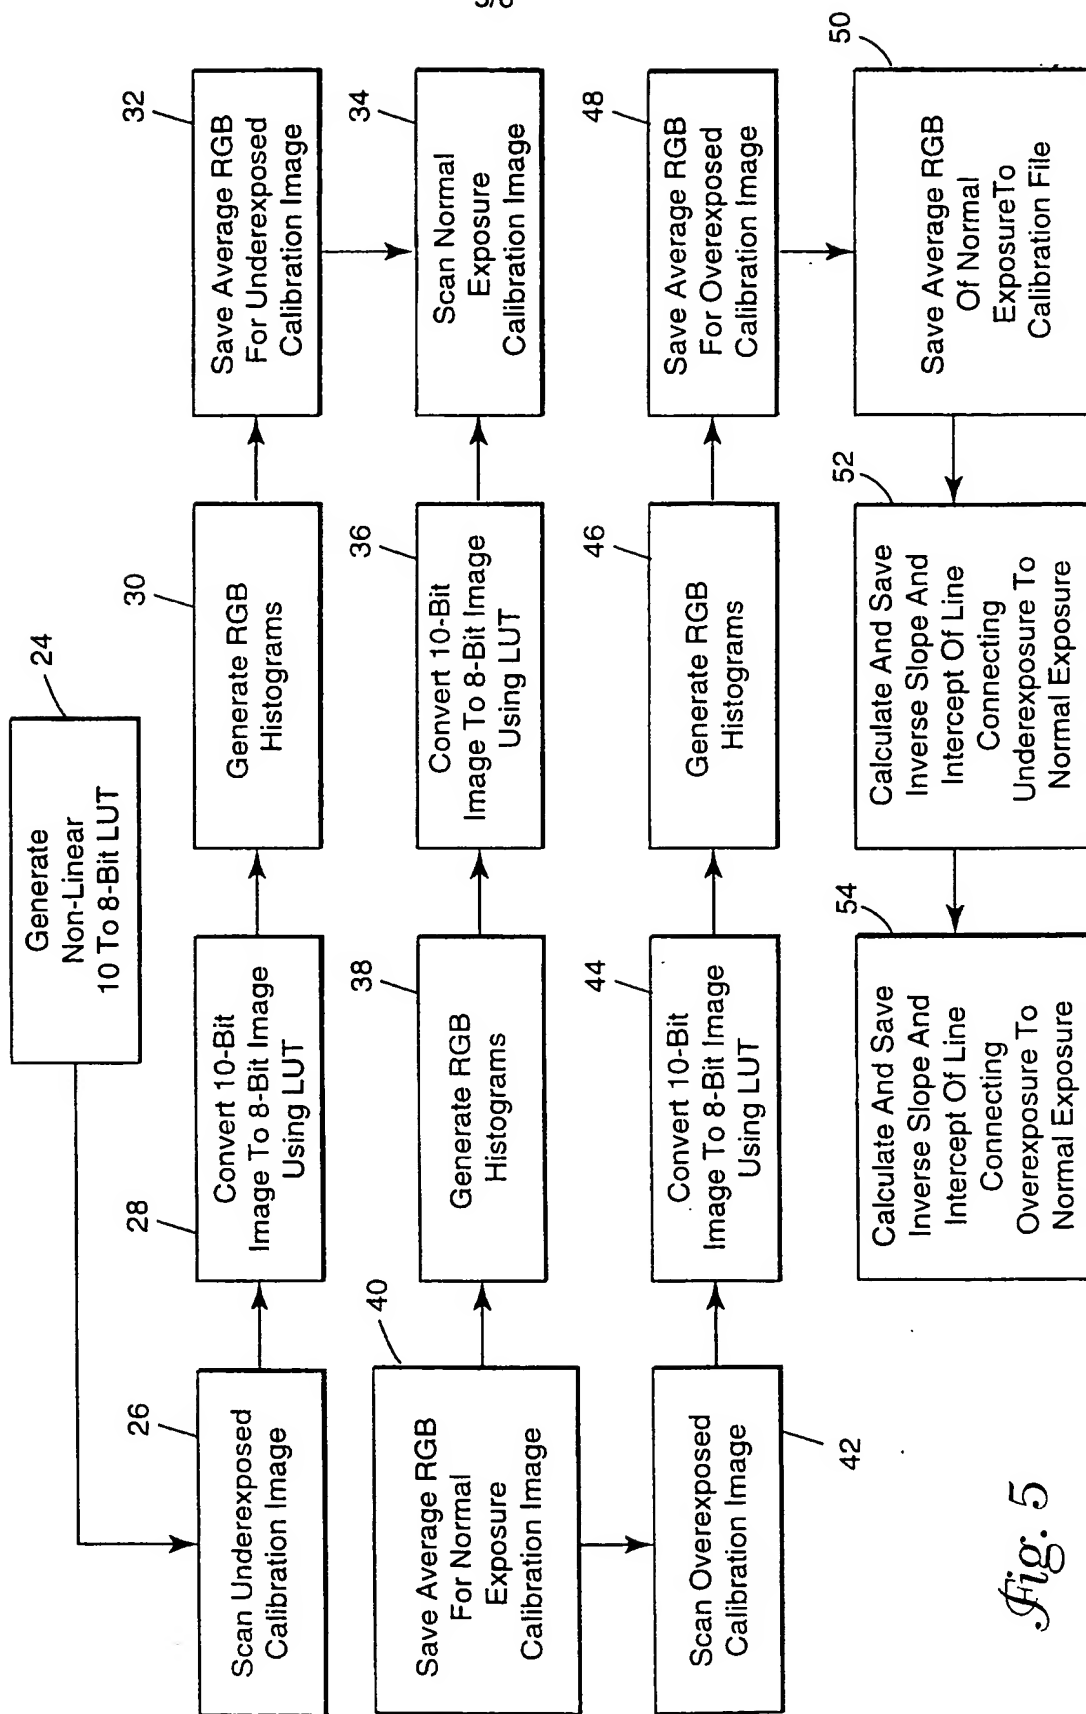 5/8
24
Generate
Non-Linear
10 To 8-Bit LUT
26
Scan Underexposed
Calibration Image
28
Convert 10-Bit
Image To 8-Bit Image
Using LUT
30
Generate RGB
Histograms
32
Save Average RGB
For Underexposed
Calibration Image
34
Scan Normal
Exposure
Calibration Image
36
Convert 10-Bit
Image To 8-Bit Image
Using LUT
38
Generate RGB
Histograms
40
Save Average RGB
For Normal
Exposure
Calibration Image
42
Scan Overexposed
Calibration Image
44
Convert 10-Bit
Image To 8-Bit Image
Using LUT
46
Generate RGB
Histograms
48
Save Average RGB
For Overexposed
Calibration Image
50
Save Average RGB
Of Normal
ExposureTo
Calibration File
52
Calculate And Save
Inverse Slope And
Intercept Of Line
Connecting
Underexposure To
Normal Exposure
54
Calculate And Save
Inverse Slope And
Intercept Of Line
Connecting
Overexposure To
Normal Exposure
Fig. 5